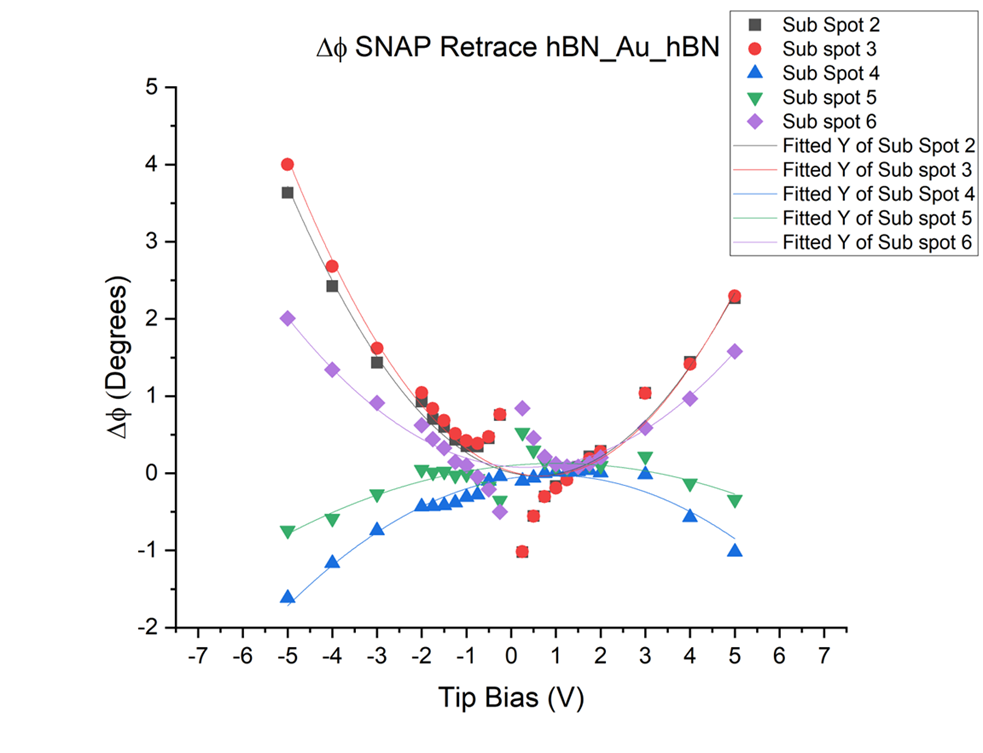 Δϕ SNAP Retrace hBN_Au_hBN
Sub Spot 2
Sub spot 3
Sub Spot 4
Sub spot 5
Sub spot 6
Fitted Y of Sub Spot 2
Fitted Y of Sub spot 3
Fitted Y of Sub Spot 4
Fitted Y of Sub spot 5
Fitted Y of Sub spot 6
Δϕ (Degrees)
5
4
3
2
1
0
-1
-2
-7 -6 -5 -4 -3 -2 -1 0 1 2 3 4 5 6 7
Tip Bias (V)